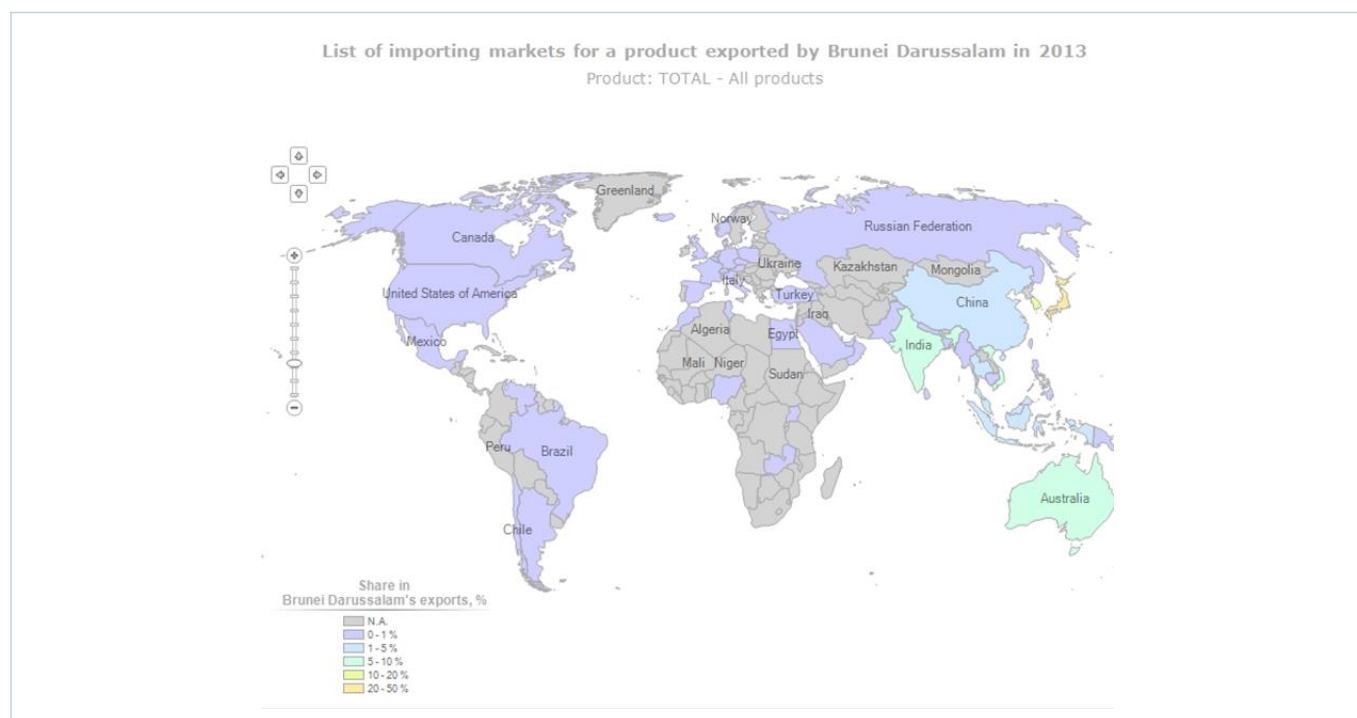 List of importing markets for a product exported by Brunei Darussalam in 2013
Product: TOTAL - All products
Greenland
Norway
Canada
Russian Federation
Ukraine
Kazakhstan
Mongolia
Italy
United States of America
Turkey
China
Iraq
Algeria
Egypt
India
Mexico
Mali
Niger
Sudan
Peru
Brazil
Australia
Chile
Share in
Brunei Darussalam's exports, %
N.A.
0 - 1 %
1 - 5 %
5 - 10 %
10 - 20 %
20 - 50 %